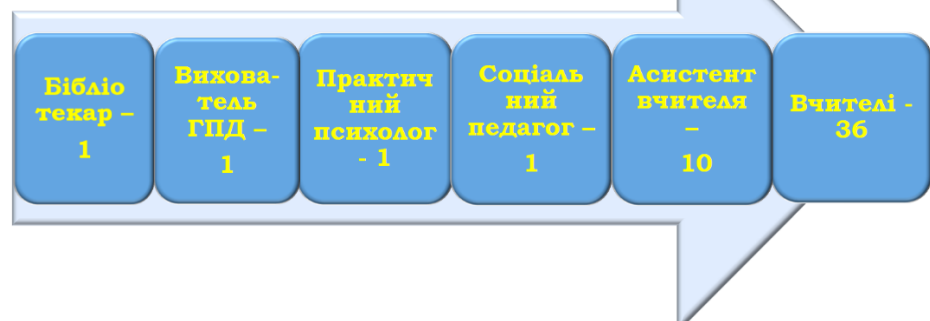 Бібліо
текар –
1
Вихова-
тель
ГПД –
1
Практич
ний
психолог
- 1
Соціаль
ний
педагог –
1
Асистент
вчителя
–
10
Вчителі -
36